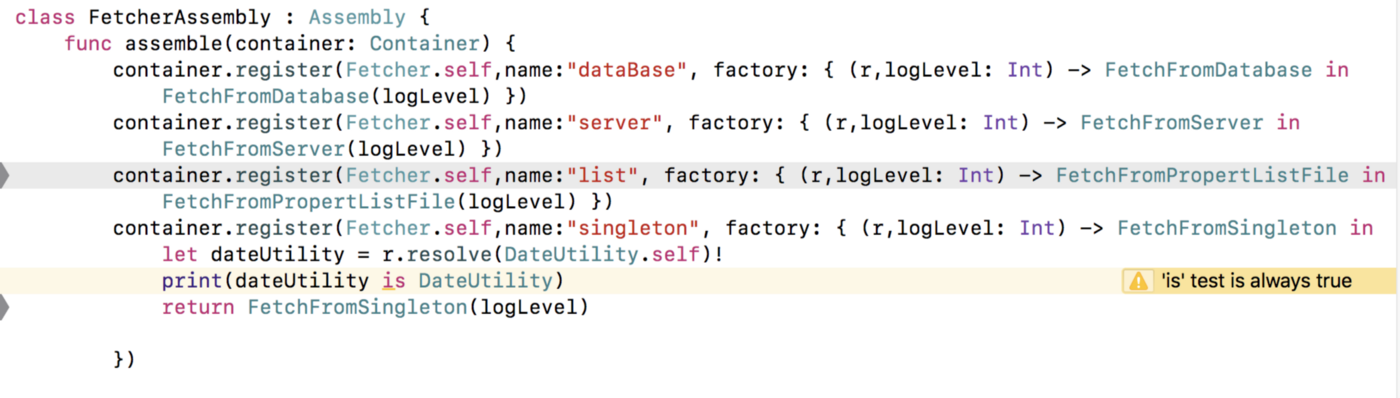 class FetcherAssembly : Assembly {
func assemble(container: Container) {
container.register(Fetcher.self,name:"dataBase", factory: { (r,logLevel: Int) -> FetchFromDatabase in
FetchFromDatabase(logLevel) })
container.register(Fetcher.self,name:"server", factory: { (r,logLevel: Int) -> FetchFromServer in
FetchFromServer(logLevel) })
container.register(Fetcher.self,name:"list", factory: { (r,logLevel: Int) -> FetchFromPropertListFile in
FetchFromPropertListFile(logLevel) })
container.register(Fetcher.self,name:"singleton", factory: { (r,logLevel: Int) -> FetchFromSingleton in
let dateUtility = r.resolve(DateUtility.self)!
print(dateUtility is DateUtility) 'is' test is always true
return FetchFromSingleton(logLevel)
})